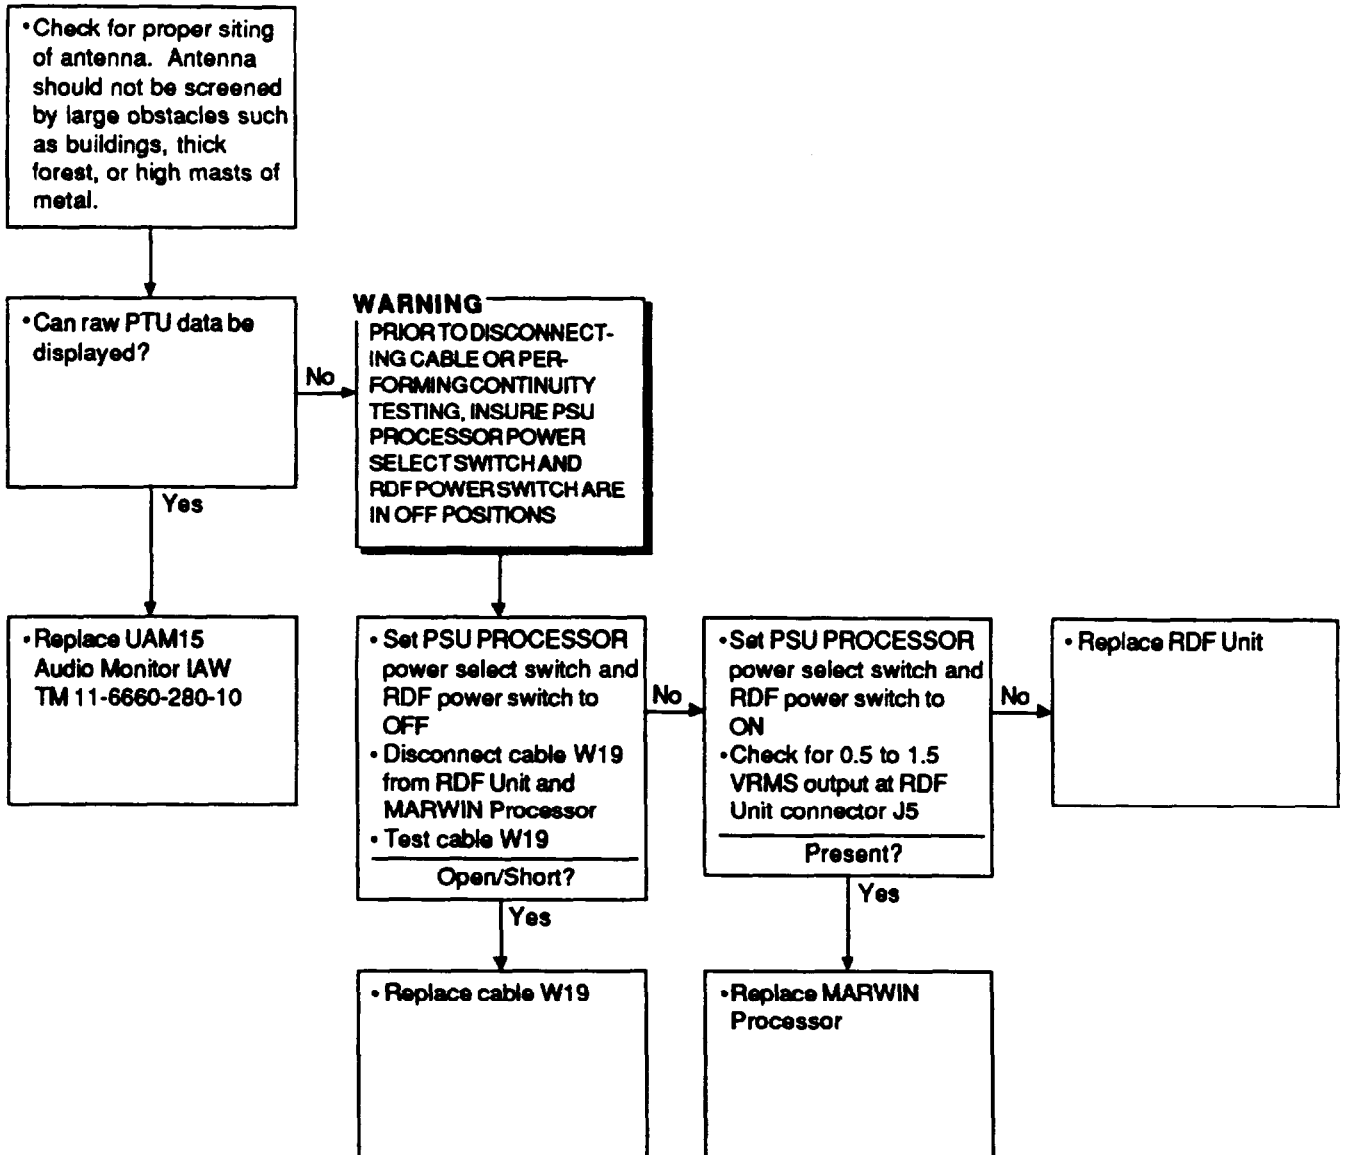 •Check for proper siting
of antenna. Antenna
should not be screened
by large obstacles such
as buildings, thick
forest, or high masts of
metal.
•Can raw PTU data be
displayed?
No
Yes
WARNING
PRIOR TO DISCONNECT-
ING CABLE OR PER-
FORMING CONTINUITY
TESTING, INSURE PSU
PROCESSOR POWER
SELECT SWITCH AND
RDF POWER SWITCH ARE
IN OFF POSITIONS
•Replace UAM15
Audio Monitor IAW
TM 11-6660-280-10
• Set PSU PROCESSOR
power select switch and
RDF power switch to
OFF
• Disconnect cable W19
from RDF Unit and
MARWIN Processor
• Test cable W19
Open/Short?
No
Yes
•Set PSU PROCESSOR
power select switch and
RDF power switch to
ON
•Check for 0.5 to 1.5
VRMS output at RDF
Unit connector J5
Present?
No
Yes
• Replace RDF Unit
• Replace cable W19
•Replace MARWIN
Processor